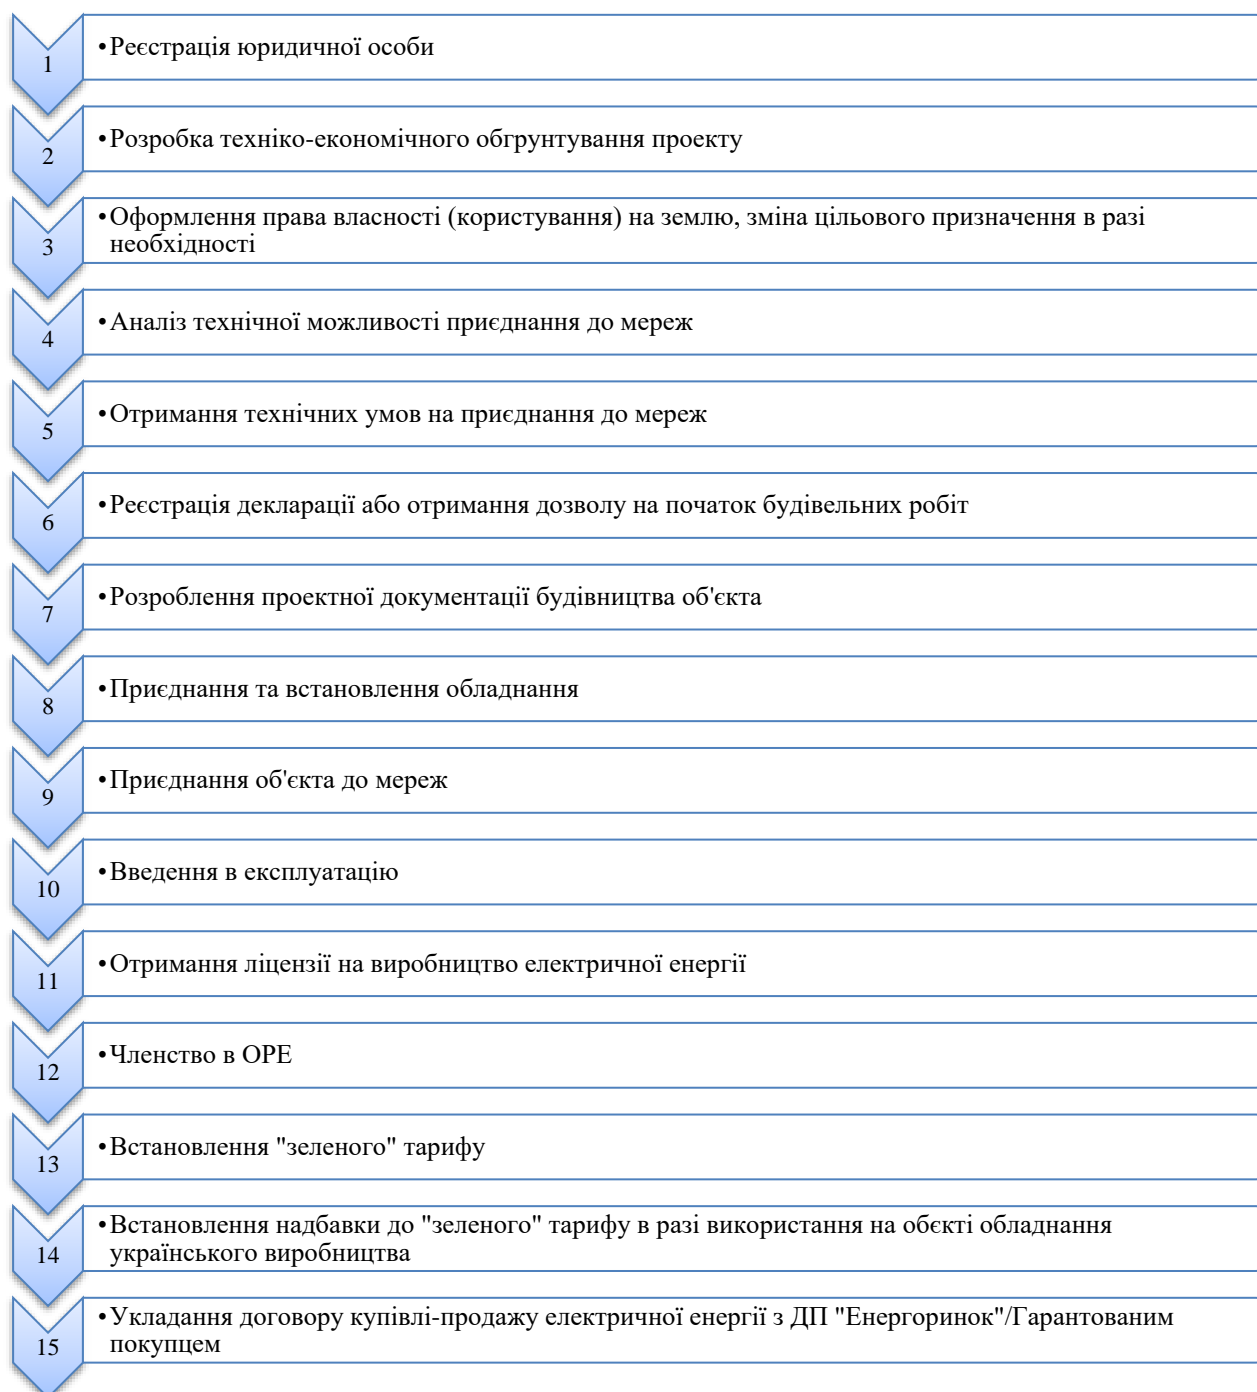 1
•Реєстрація юридичної особи
2
•Розробка техніко-економічного обгрунтування проекту
3
•Оформлення права власності (користування) на землю, зміна цільового призначення в разі
необхідності
4
•Аналіз технічної можливості приєднання до мереж
5
•Отримання технічних умов на приєднання до мереж
6
•Реєстрація декларації або отримання дозволу на початок будівельних робіт
7
•Розроблення проектної документації будівництва об'єкта
8
•Приєднання та встановлення обладнання
9
•Приєднання об'єкта до мереж
10
•Введення в експлуатацію
11
•Отримання ліцензії на виробництво електричної енергії
12
•Членство в ОРЕ
13
•Встановлення "зеленого" тарифу
14
•Встановлення надбавки до "зеленого" тарифу в разі використання на обєкті обладнання
українського виробництва
15
•Укладання договору купівлі-продажу електричної енергії з ДП "Енергоринок"/Гарантованим
покупцем